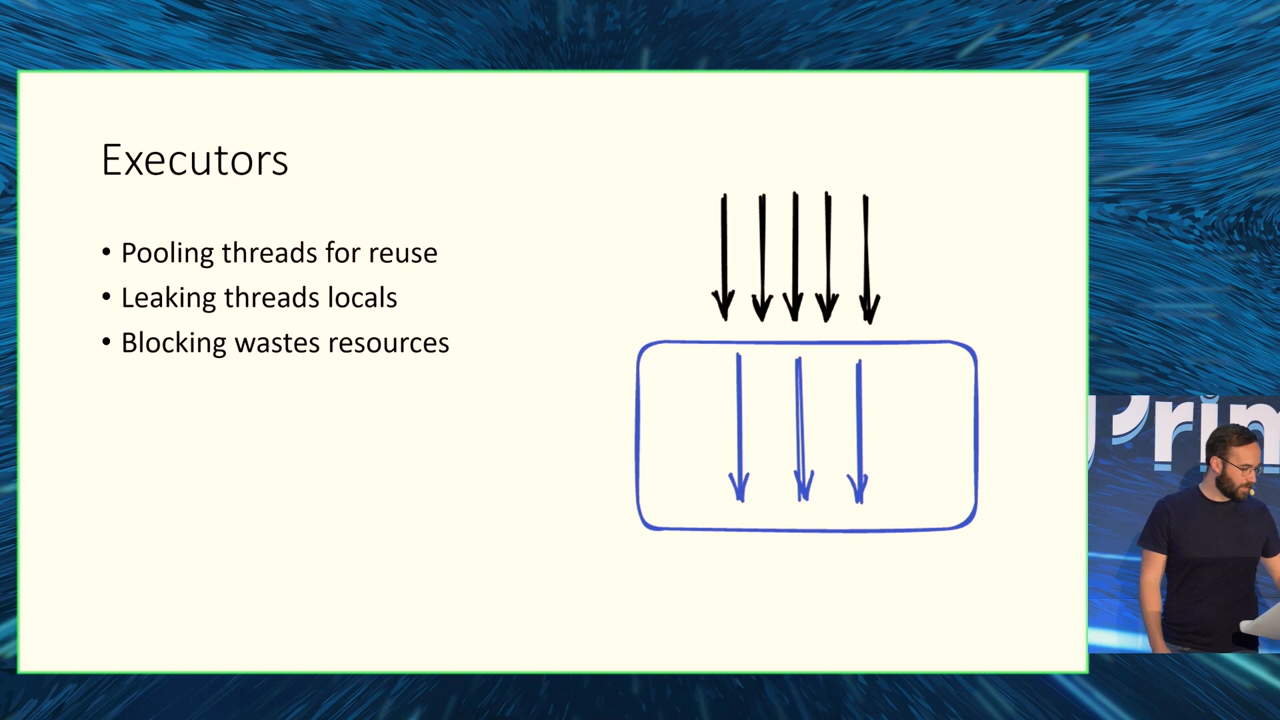 Executors
• Pooling threads for reuse
• Leaking threads locals
• Blocking wastes resources